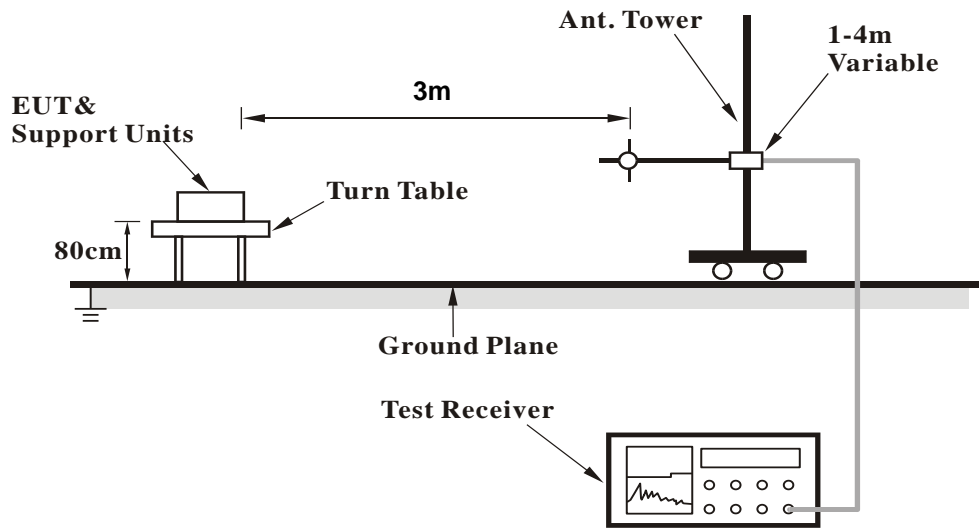 Ant. Tower
1-4m
Variable
3m
EUT&
Support Units
Turn Table
80cm
Ground Plane
Test Receiver